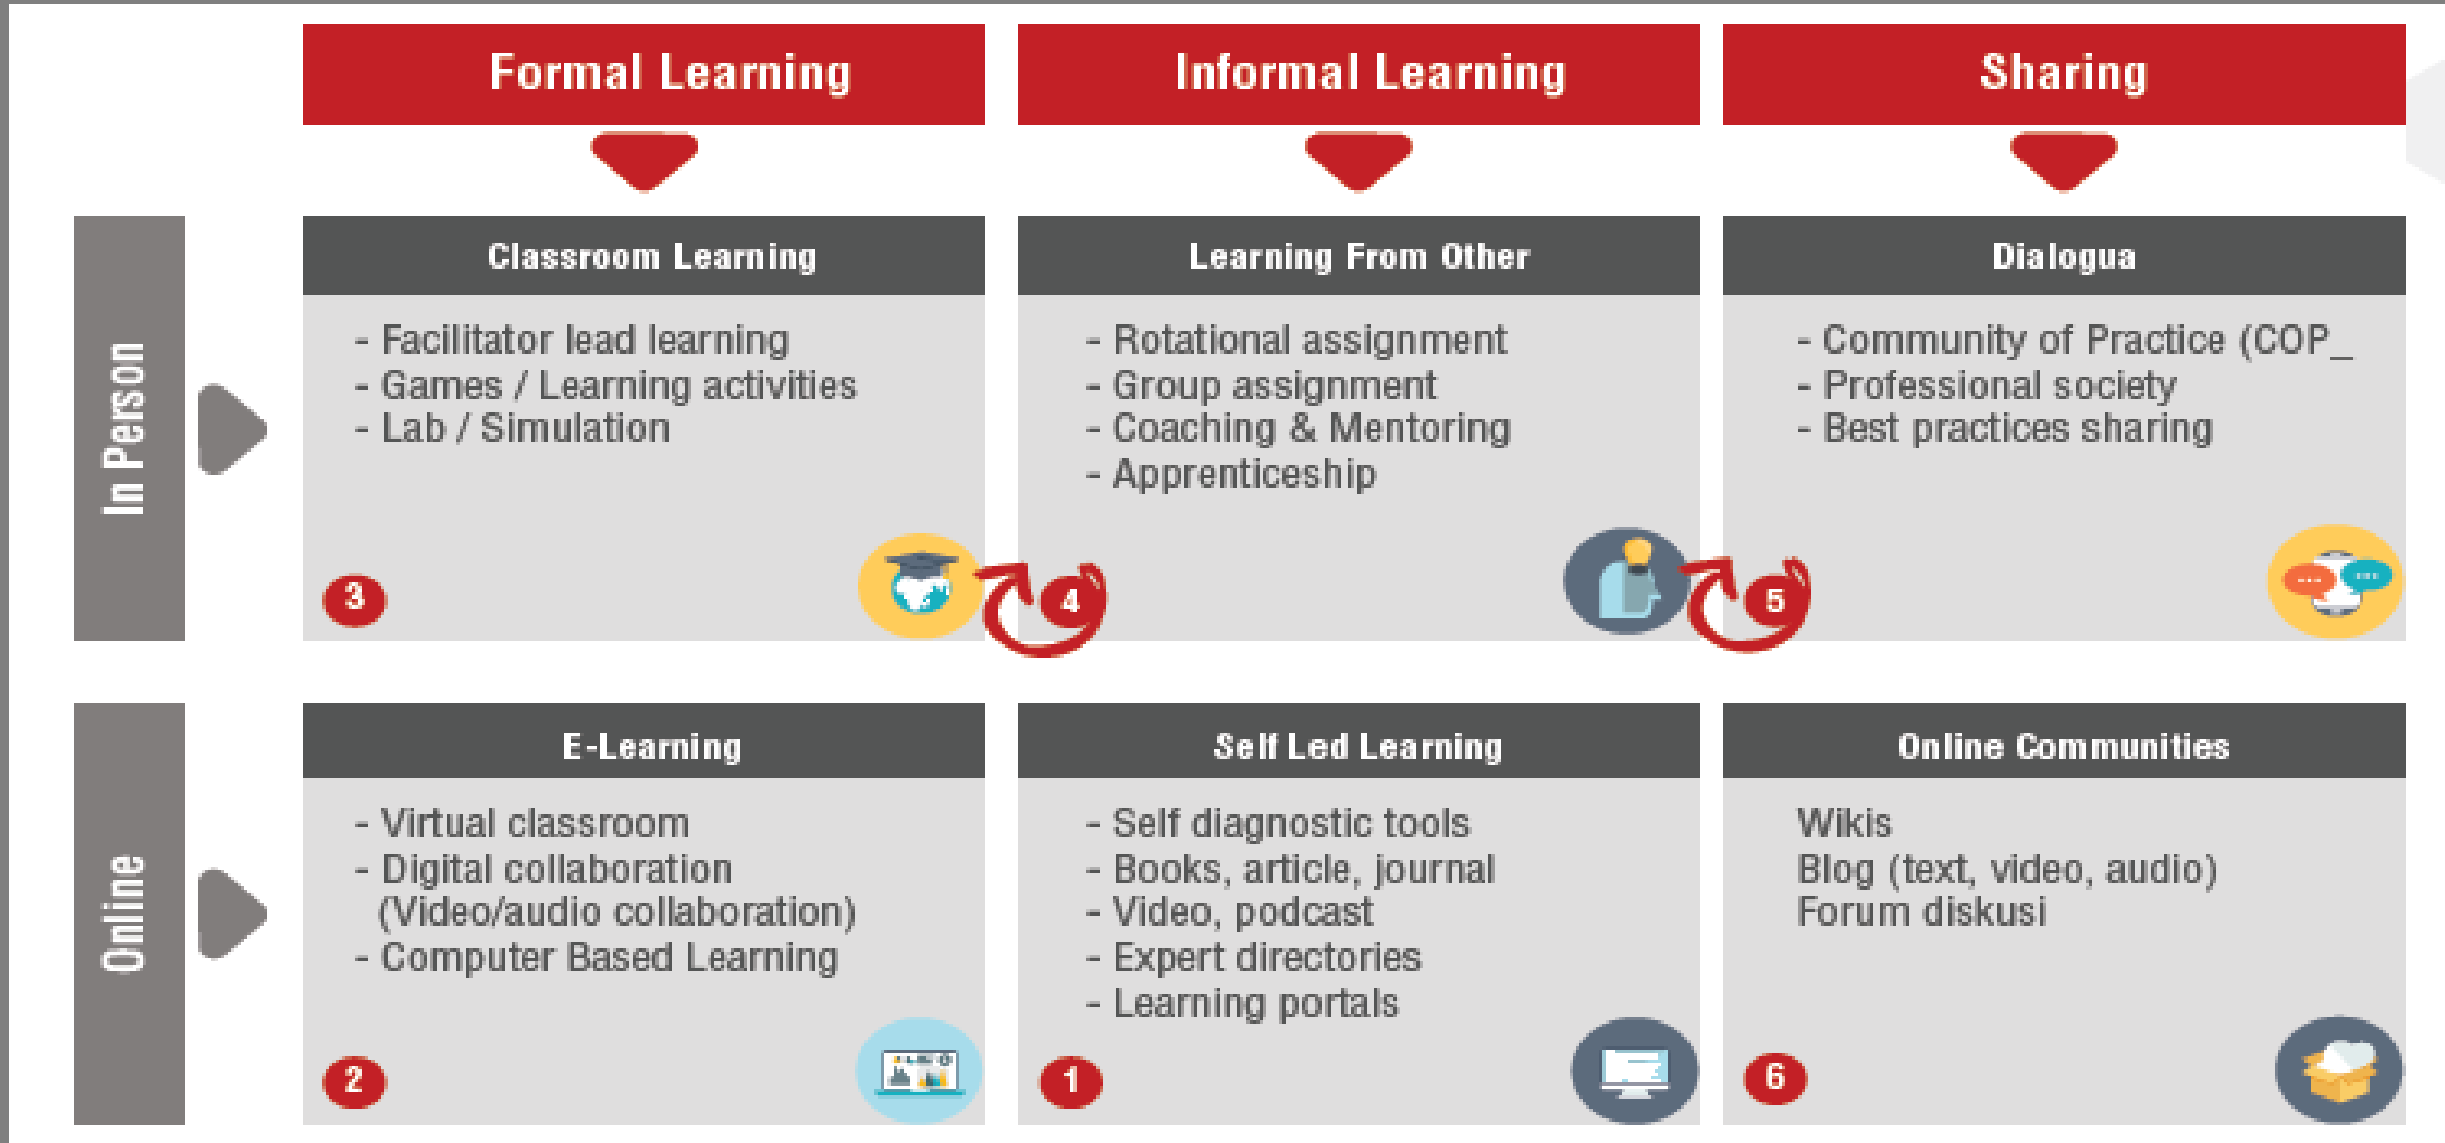 Formal Learning
Informal Learning
Sharing
In Person
Classroom Learning
- Facilitator lead learning
- Games / Learning activities
- Lab / Simulation
3
Learning From Other
- Rotational assignment
- Group assignment
- Coaching & Mentoring
- Apprenticeship
4
Dialogua
- Community of Practice (COP_
- Professional society
- Best practices sharing
5
Online
E-Learning
- Virtual classroom
- Digital collaboration
(Video/audio collaboration)
- Computer Based Learning
2
Self Led Learning
- Self diagnostic tools
- Books, article, journal
- Video, podcast
- Expert directories
- Learning portals
1
Online Communities
Wikis
Blog (text, video, audio)
Forum diskusi
6